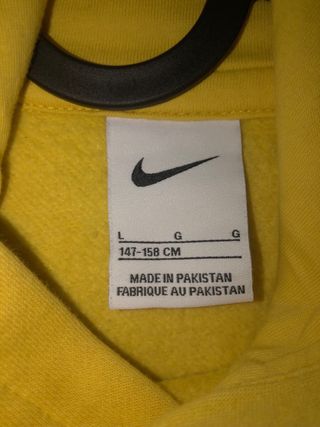 L G G
147-158 CM
MADE IN PAKISTAN
FABRIQUE AU PAKISTAN